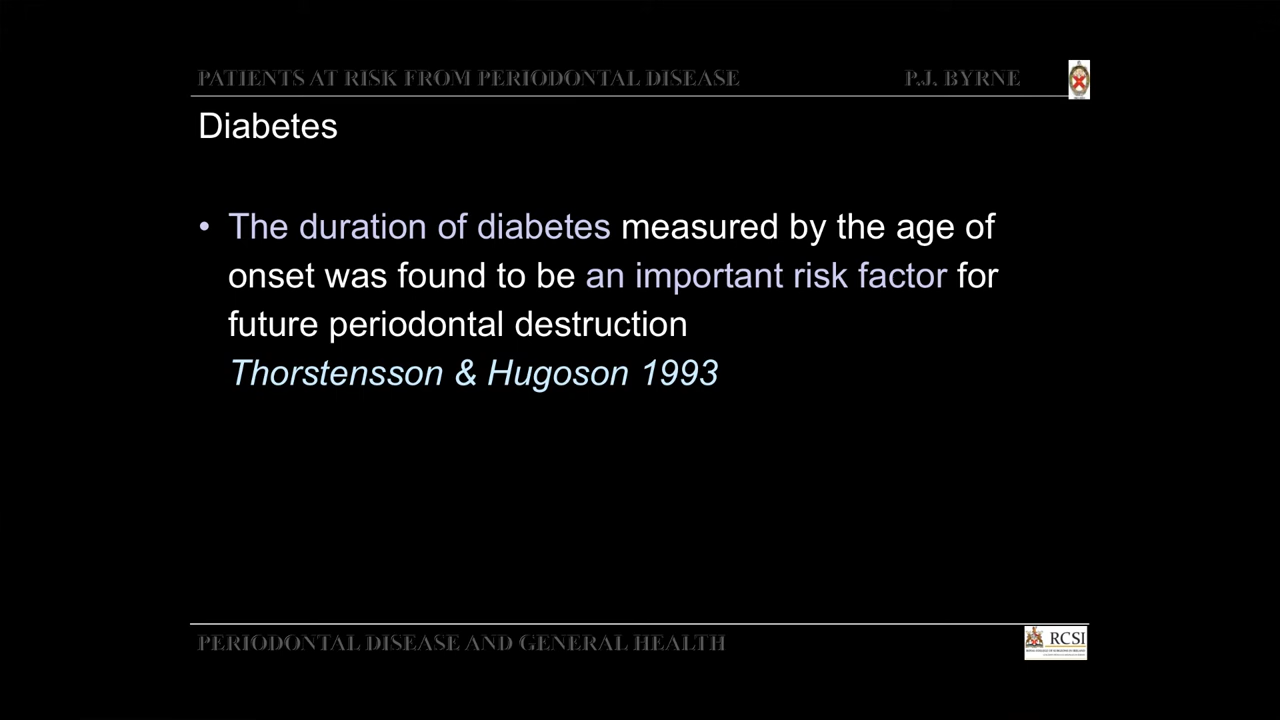 PATIENTS AT RISK FROM PERIODONTAL DISEASE P.J. BYRNE
Diabetes
• The duration of diabetes measured by the age of
onset was found to be an important risk factor for
future periodontal destruction
Thorstensson & Hugoson 1993
PERIODONTAL DISEASE AND GENERAL HEALTH
RCSI